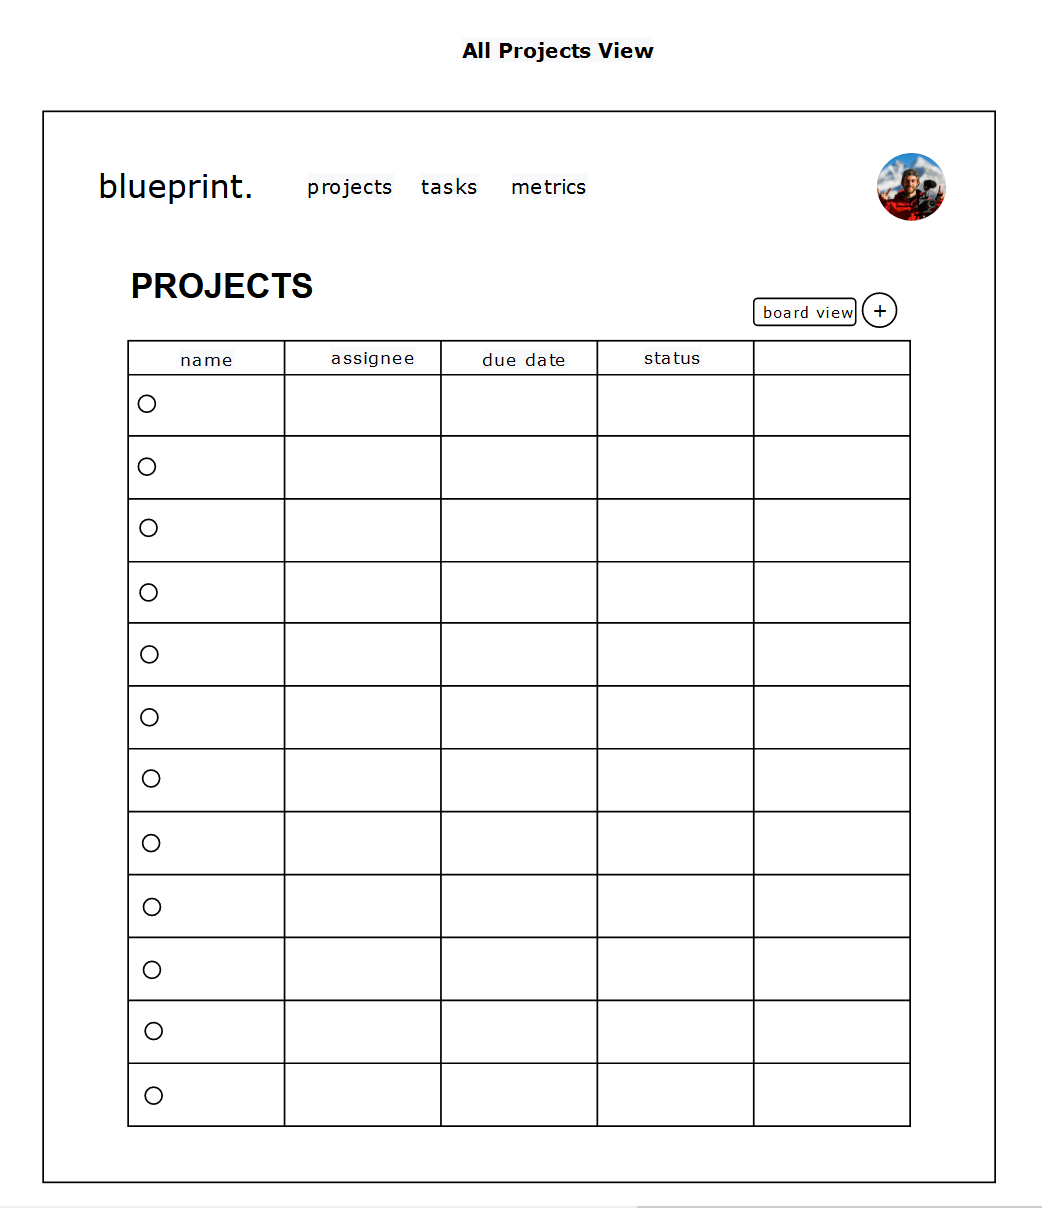 All Projects View
blueprint. projects tasks metrics
PROJECTS
board view +
name assignee due date status